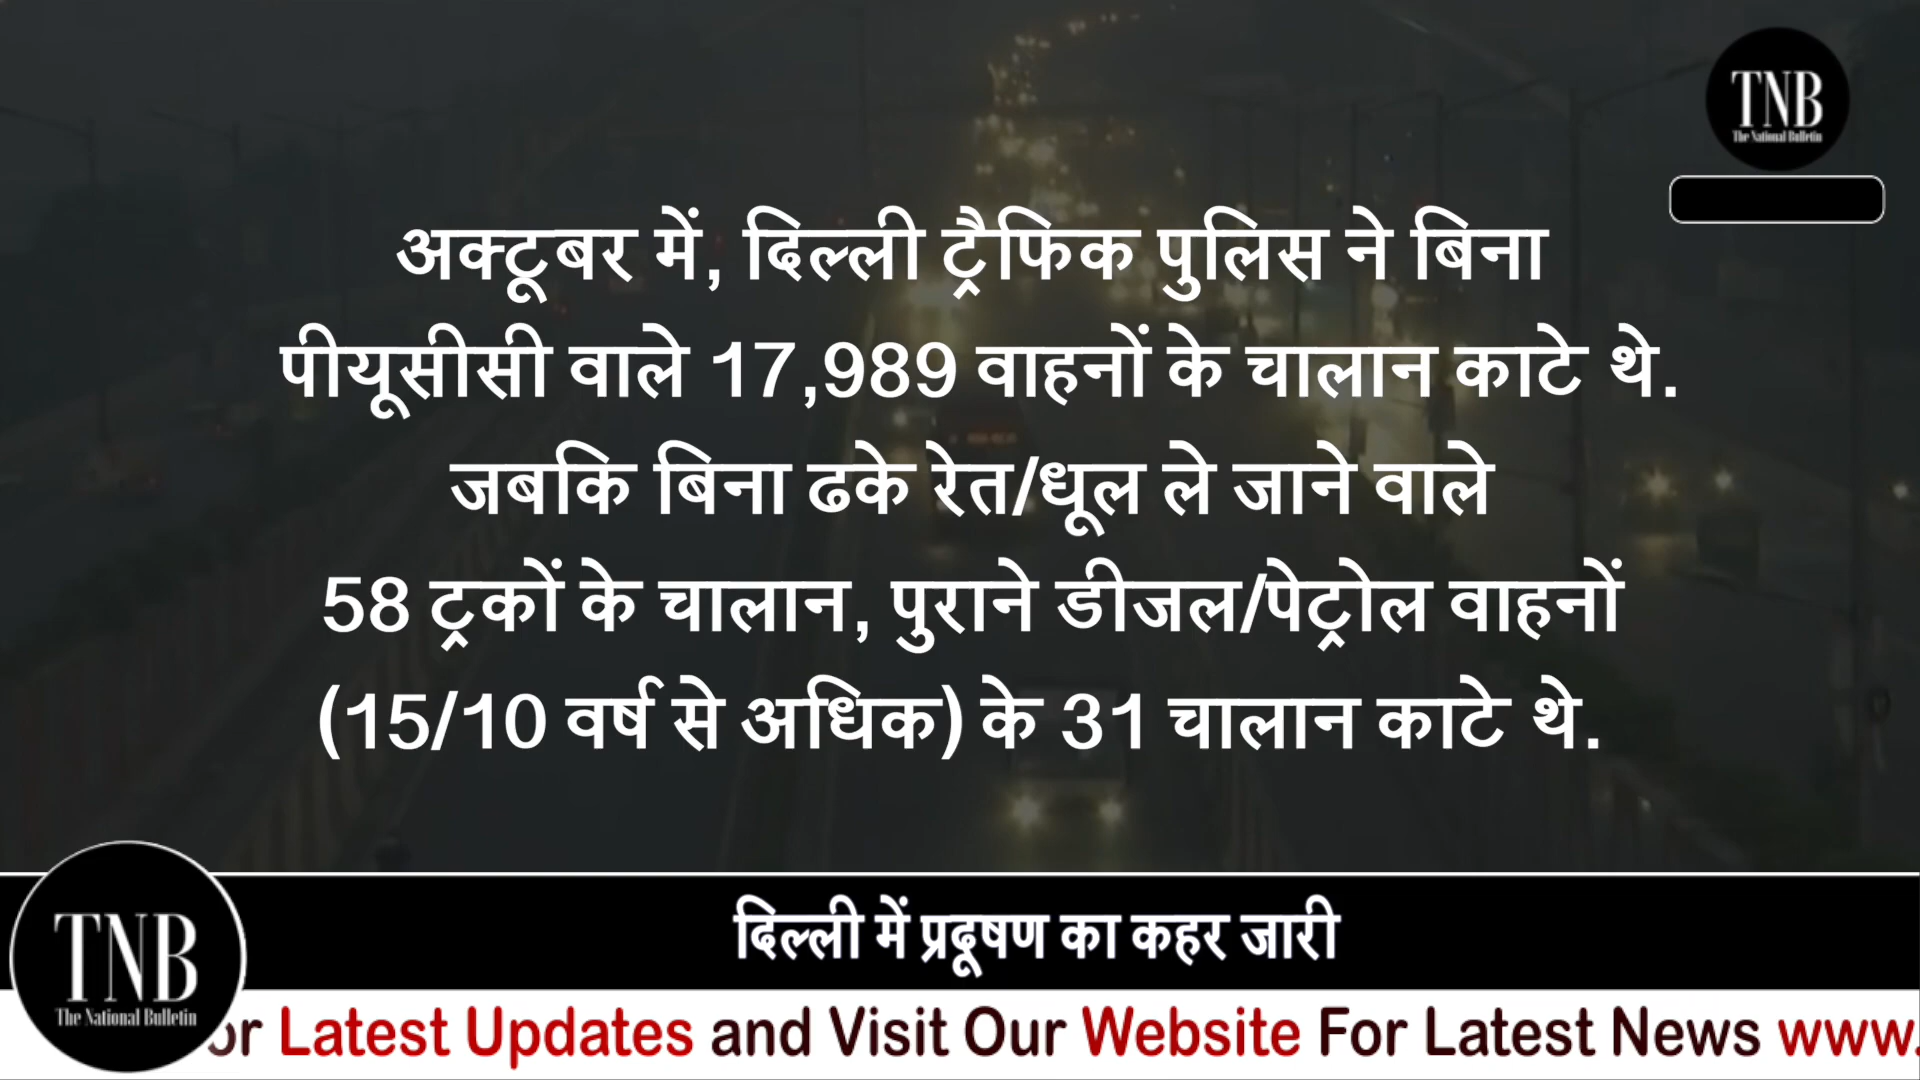 TNB
The National Bulletin
अक्टूबर में, दिल्ली ट्रैफिक पुलिस ने बिना
पीयूसीसी वाले 17,989 वाहनों के चालान काटे थे.
जबकि बिना ढके रेत/धूल ले जाने वाले
58 ट्रकों के चालान, पुराने डीजल/पेट्रोल वाहनों
(15/10 वर्ष से अधिक) के 31 चालान काटे थे.
दिल्ली में प्रदूषण का कहर जारी
TNB
The National Bulletin
or Latest Updates and Visit Our Website For Latest News www.